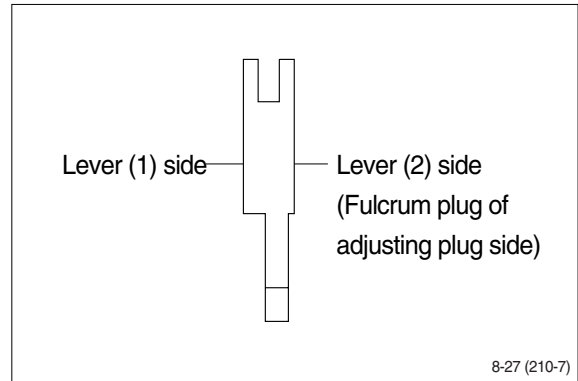 Lever (1) side
Lever (2) side
(Fulcrum plug of
adjusting plug side)
8-27 (210-7)